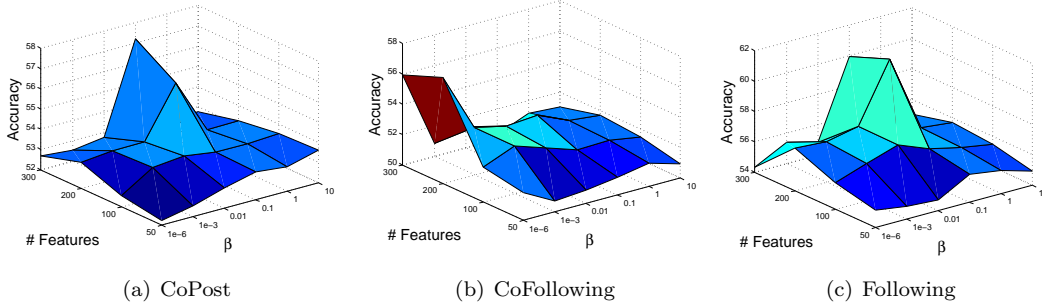 58
57
56
55
54
53
52
Accuracy
300
200
100
50
# Features
1e−6
1e−3
0.01
0.1
1
10
β
(a) CoPost
58
56
54
52
50
Accuracy
300
200
100
50
# Features
1e−6
1e−3
0.01
0.1
1
10
β
(b) CoFollowing
62
60
58
56
54
Accuracy
300
200
100
50
# Features
1e−6
1e−3
0.01
0.1
1
β
(c) Following